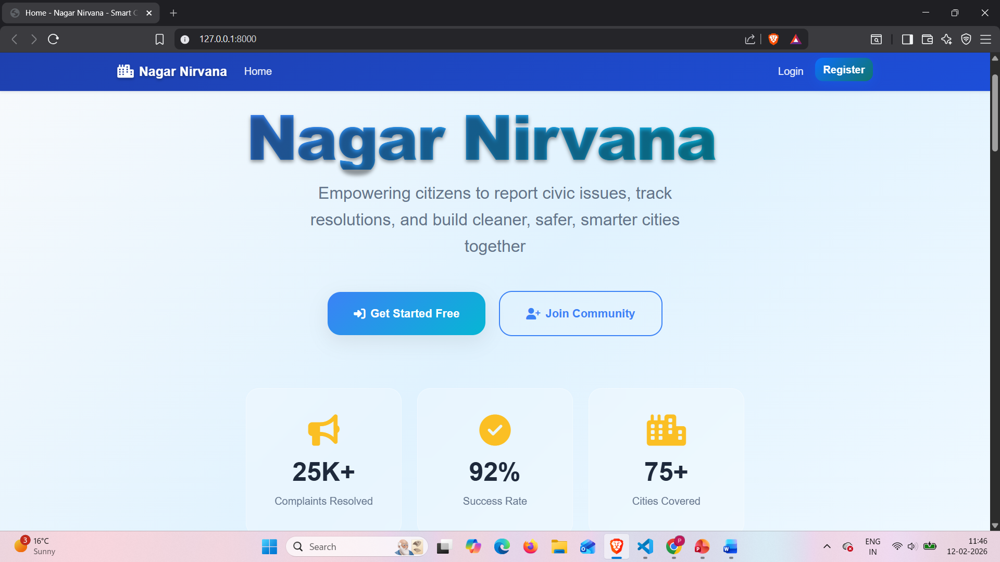 Home - Nagar Nirvana - Smart C
127.0.0.1:8000
Nagar Nirvana
Home
Login
Register
Nagar Nirvana
Empowering citizens to report civic issues, track
resolutions, and build cleaner, safer, smarter cities
together
Get Started Free
Join Community
25K+
Complaints Resolved
92%
Success Rate
75+
Cities Covered
3
16°C
Sunny
Search
P
ENG
IN
11:46
12-02-2026